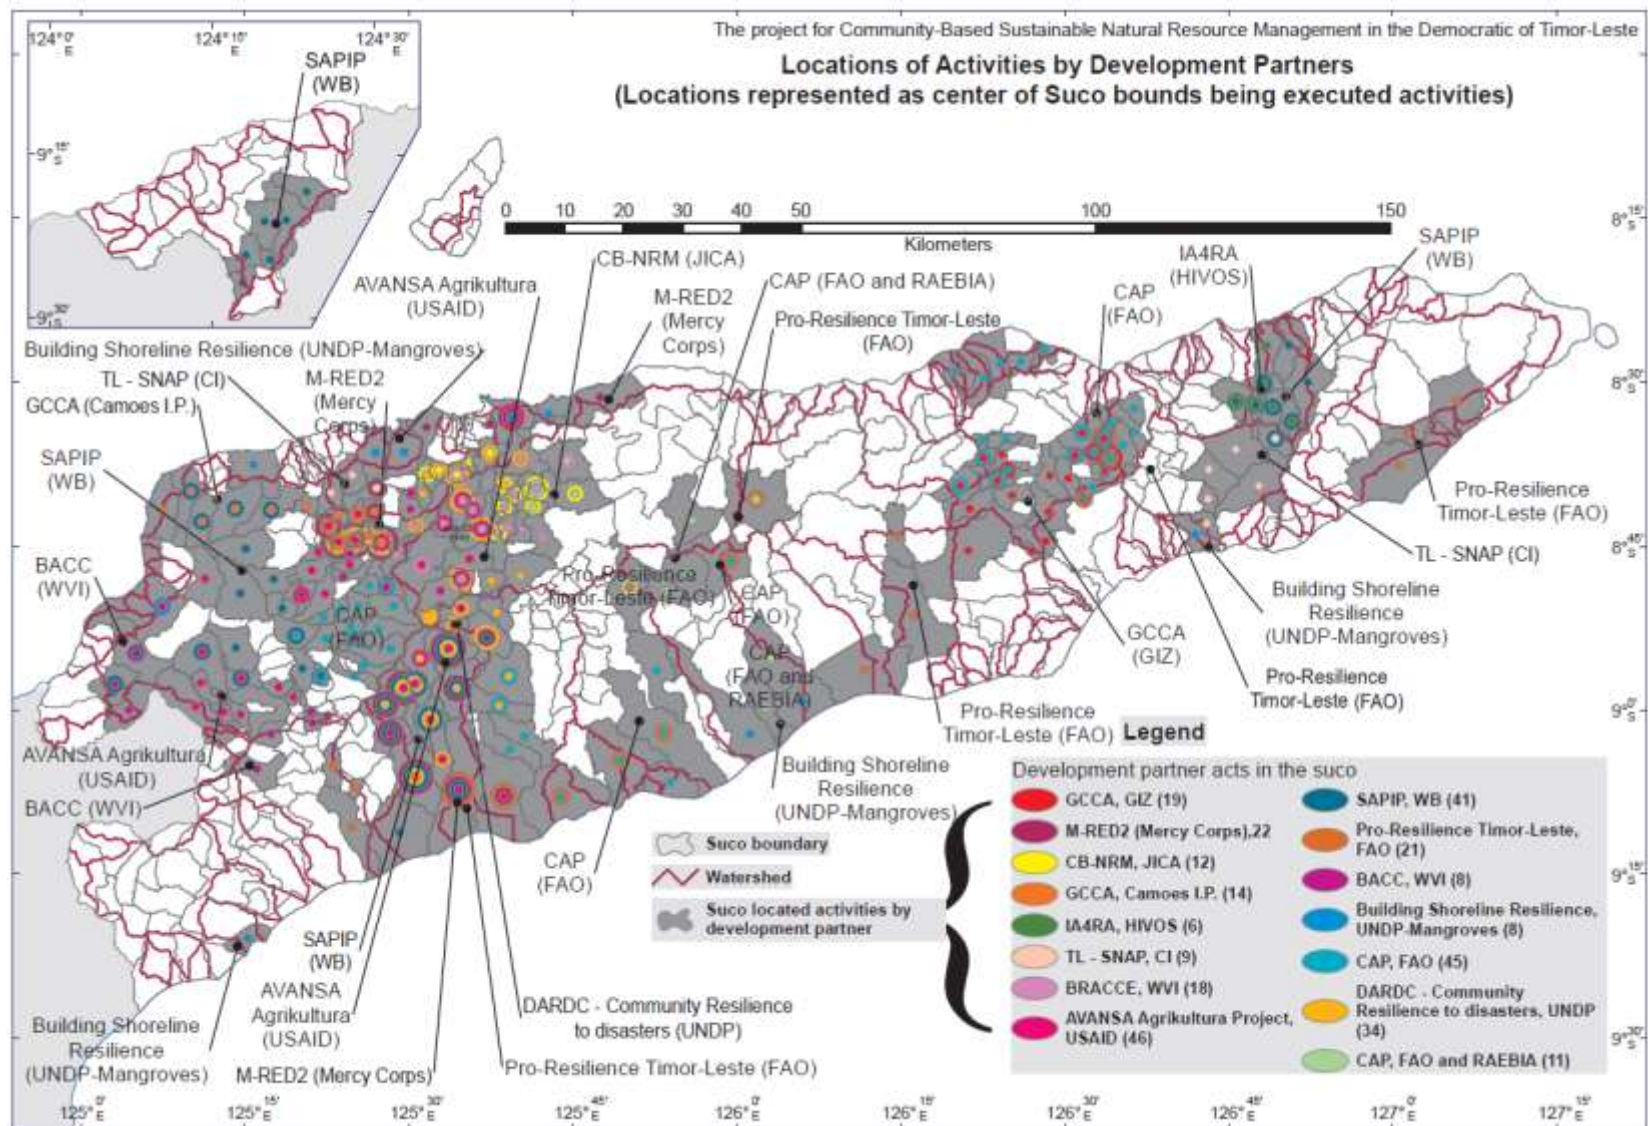 The project for Community-Based Sustainable Natural Resource Management in the Democratic of Timor-Leste
Locations of Activities by Development Partners
(Locations represented as center of Suco bounds being executed activities)
124° 0' E
124° 15' E
124° 30' E
9° 15' S
9° 30' S
SAPIP
(WB)
0 10 20 30 40 50 100 150
Kilometers
8° 15' S
8° 30' S
8° 45' S
9° 0' S
9° 15' S
9° 30' S
CB-NRM (JICA)
AVANSA Agrikultura
(USAID)
CAP (FAO and RAEBIA)
M-RED2
(Mercy
Corps)
Pro-Resilience Timor-Leste
(FAO)
CAP
(FAO)
IA4RA
(HIVOS)
SAPIP
(WB)
Building Shoreline Resilience (UNDP-Mangroves)
TL - SNAP (CI)
M-RED2
(Mercy
Corps)
GCCA (Camoes I.P.)
SAPIP
(WB)
BACC
(WVI)
Pro-Resilience
Timor-Leste (FAO)
CAP
(FAO)
CAP
(FAO)
CAP
(FAO and
RAEBIA)
Pro-Resilience
Timor-Leste (FAO)
TL - SNAP (CI)
Building Shoreline
Resilience
(UNDP-Mangroves)
GCCA
(GIZ)
Pro-Resilience
Timor-Leste (FAO)
Pro-Resilience
Timor-Leste (FAO)
AVANSA Agrikultura
(USAID)
BACC (WVI)
Building Shoreline
Resilience
(UNDP-Mangroves)
CAP
(FAO)
SAPIP
(WB)
AVANSA
Agrikultura
(USAID)
DARDC - Community Resilience
to disasters (UNDP)
Building Shoreline
Resilience
(UNDP-Mangroves)
M-RED2 (Mercy Corps)
Pro-Resilience Timor-Leste (FAO)
Legend
Suco boundary
Watershed
Suco located activities by
development partner
Development partner acts in the suco
GCCA, GIZ (19)
M-RED2 (Mercy Corps),22
CB-NRM, JICA (12)
GCCA, Camoes I.P. (14)
IA4RA, HIVOS (6)
TL - SNAP, CI (9)
BRACCE, WVI (18)
AVANSA Agrikultura Project,
USAID (46)
SAPIP, WB (41)
Pro-Resilience Timor-Leste,
FAO (21)
BACC, WVI (8)
Building Shoreline Resilience,
UNDP-Mangroves (8)
CAP, FAO (45)
DARDC - Community
Resilience to disasters, UNDP
(34)
CAP, FAO and RAEBIA (11)
125° 0' E
125° 15' E
125° 30' E
125° 45' E
126° 0' E
126° 15' E
126° 30' E
126° 45' E
127° 0' E
127° 15' E